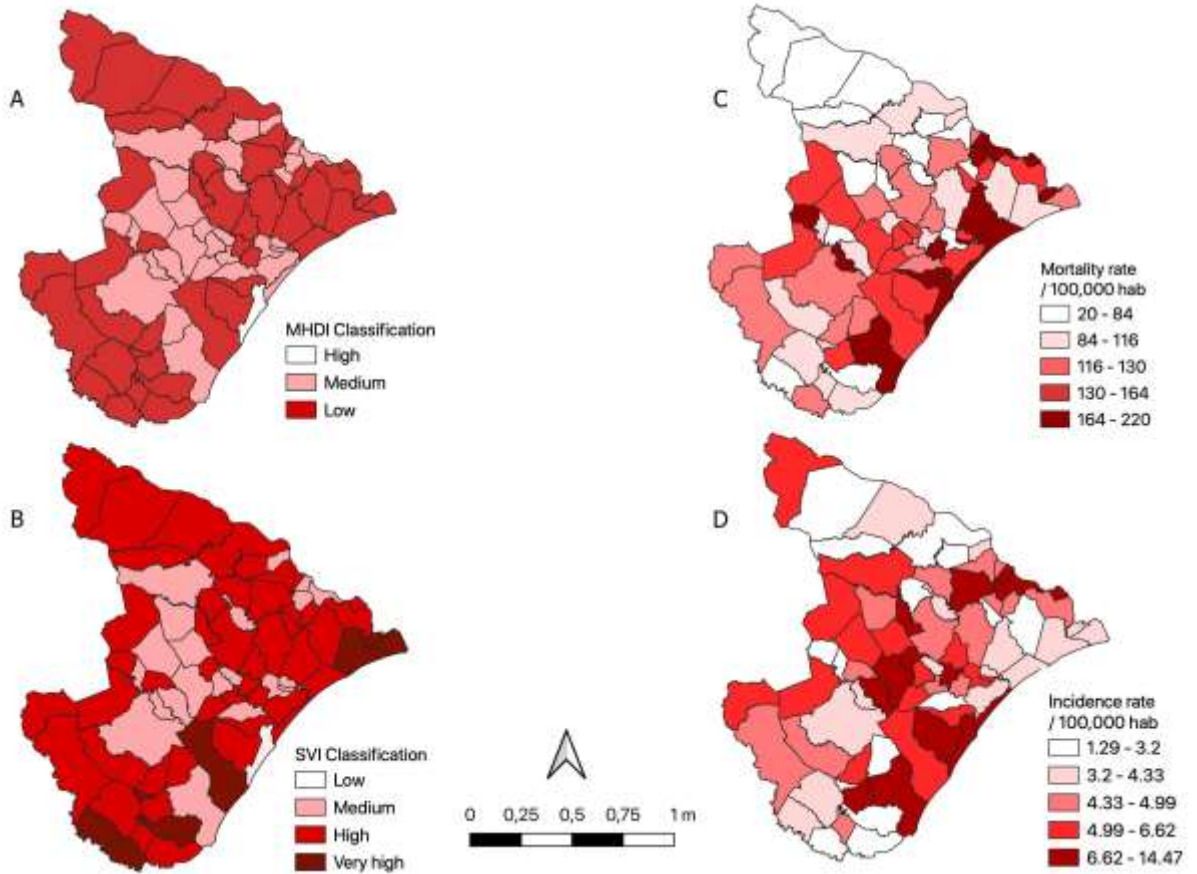 A
MHDI Classification
High
Medium
Low
C
Mortality rate
/ 100,000 hab
20 - 84
84 - 116
116 - 130
130 - 164
164 - 220
B
SVI Classification
Low
Medium
High
Very high
0 0,25 0,5 0,75 1 m
D
Incidence rate
/ 100,000 hab
1.29 - 3.2
3.2 - 4.33
4.33 - 4.99
4.99 - 6.62
6.62 - 14.47